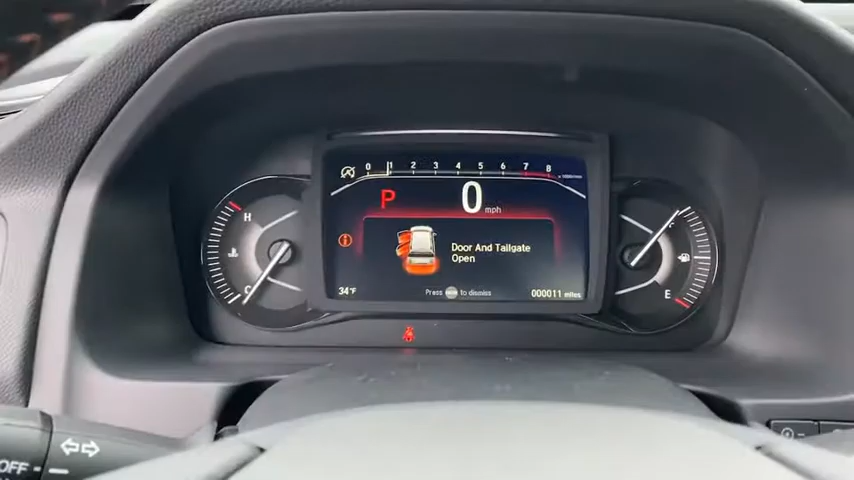 0 1 2 3 4 5 6 7 8
P
0 mph
H
C
F
E
Door And Tailgate
Open
34°F
Press to dismiss
000011 miles
OFF